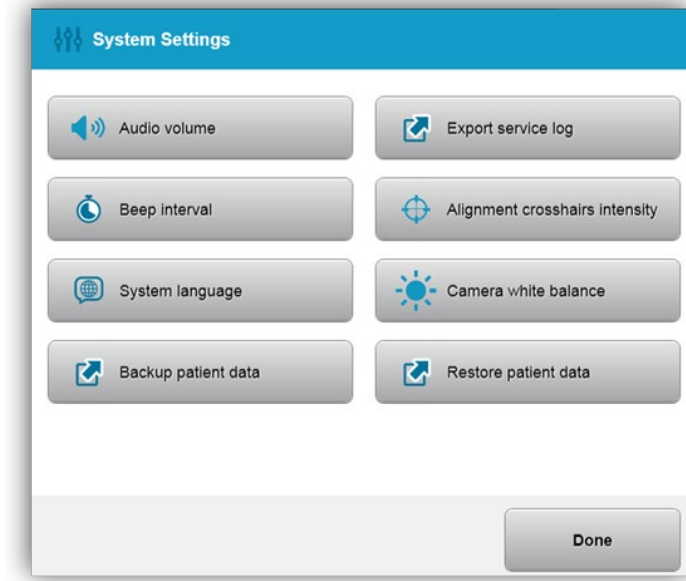 System Settings
Audio volume
Export service log
Beep interval
Alignment crosshairs intensity
System language
Camera white balance
Backup patient data
Restore patient data
Done